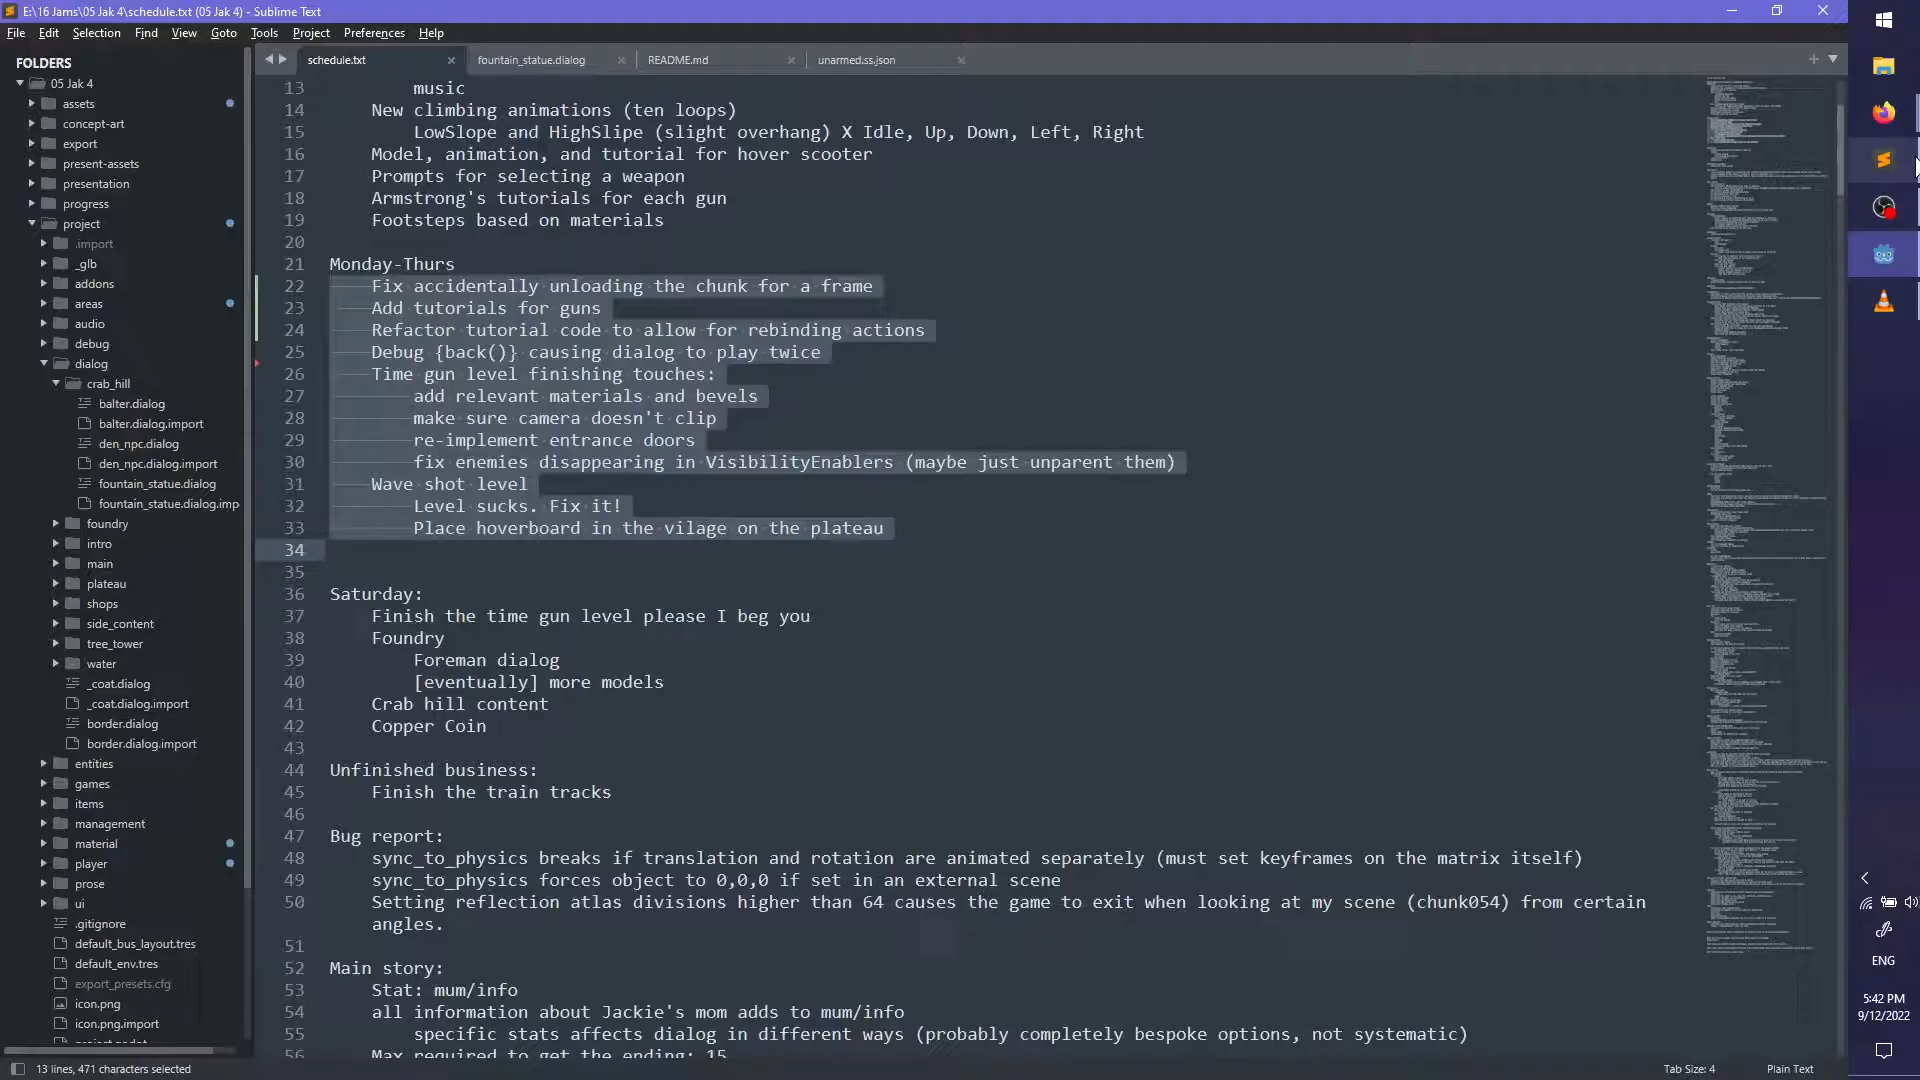 E:\16 Jams\05 Jak 4\schedule.txt (05 Jak 4) - Sublime Text
File Edit Selection Find View Goto Tools Project Preferences Help
FOLDERS
05 Jak 4
assets
concept-art
export
present-assets
presentation
progress
project
.import
_glb
addons
areas
audio
debug
dialog
crab_hill
balter.dialog
balter.dialog.import
den_npc.dialog
den_npc.dialog.import
fountain_statue.dialog
fountain_statue.dialog.imp
foundry
intro
main
plateau
shops
side_content
tree_tower
water
_coat.dialog
_coat.dialog.import
border.dialog
border.dialog.import
entities
games
items
management
material
player
prose
ui
.gitignore
default_bus_layout.tres
default_env.tres
export_presets.cfg
icon.png
icon.png.import
schedule.txt fountain_statue.dialog README.md unarmed.ss.json
13 music
14 New climbing animations (ten loops)
15 LowSlope and HighSlipe (slight overhang) X Idle, Up, Down, Left, Right
16 Model, animation, and tutorial for hover scooter
17 Prompts for selecting a weapon
18 Armstrong's tutorials for each gun
19 Footsteps based on materials
20
21 Monday-Thurs
22 Fix accidentally unloading the chunk for a frame
23 Add tutorials for guns
24 Refactor tutorial code to allow for rebinding actions
25 Debug {back()} causing dialog to play twice
26 Time gun level finishing touches:
27 add relevant materials and bevels
28 make sure camera doesn't clip
29 re-implement entrance doors
30 fix enemies disappearing in VisibilityEnablers (maybe just unparent them)
31 Wave shot level
32 Level sucks. Fix it!
33 Place hoverboard in the vilage on the plateau
34
35
36 Saturday:
37 Finish the time gun level please I beg you
38 Foundry
39 Foreman dialog
40 [eventually] more models
41 Crab hill content
42 Copper Coin
43
44 Unfinished business:
45 Finish the train tracks
46
47 Bug report:
48 sync_to_physics breaks if translation and rotation are animated separately (must set keyframes on the matrix itself)
49 sync_to_physics forces object to 0,0,0 if set in an external scene
50 Setting reflection atlas divisions higher than 64 causes the game to exit when looking at my scene (chunk054) from certain
angles.
51
52 Main story:
53 Stat: mum/info
54 all information about Jackie's mom adds to mum/info
55 specific stats affects dialog in different ways (probably completely bespoke options, not systematic)
56 Max required to get the ending: 15
13 lines, 471 characters selected
Tab Size: 4 Plain Text
ENG
5:42 PM
9/12/2022